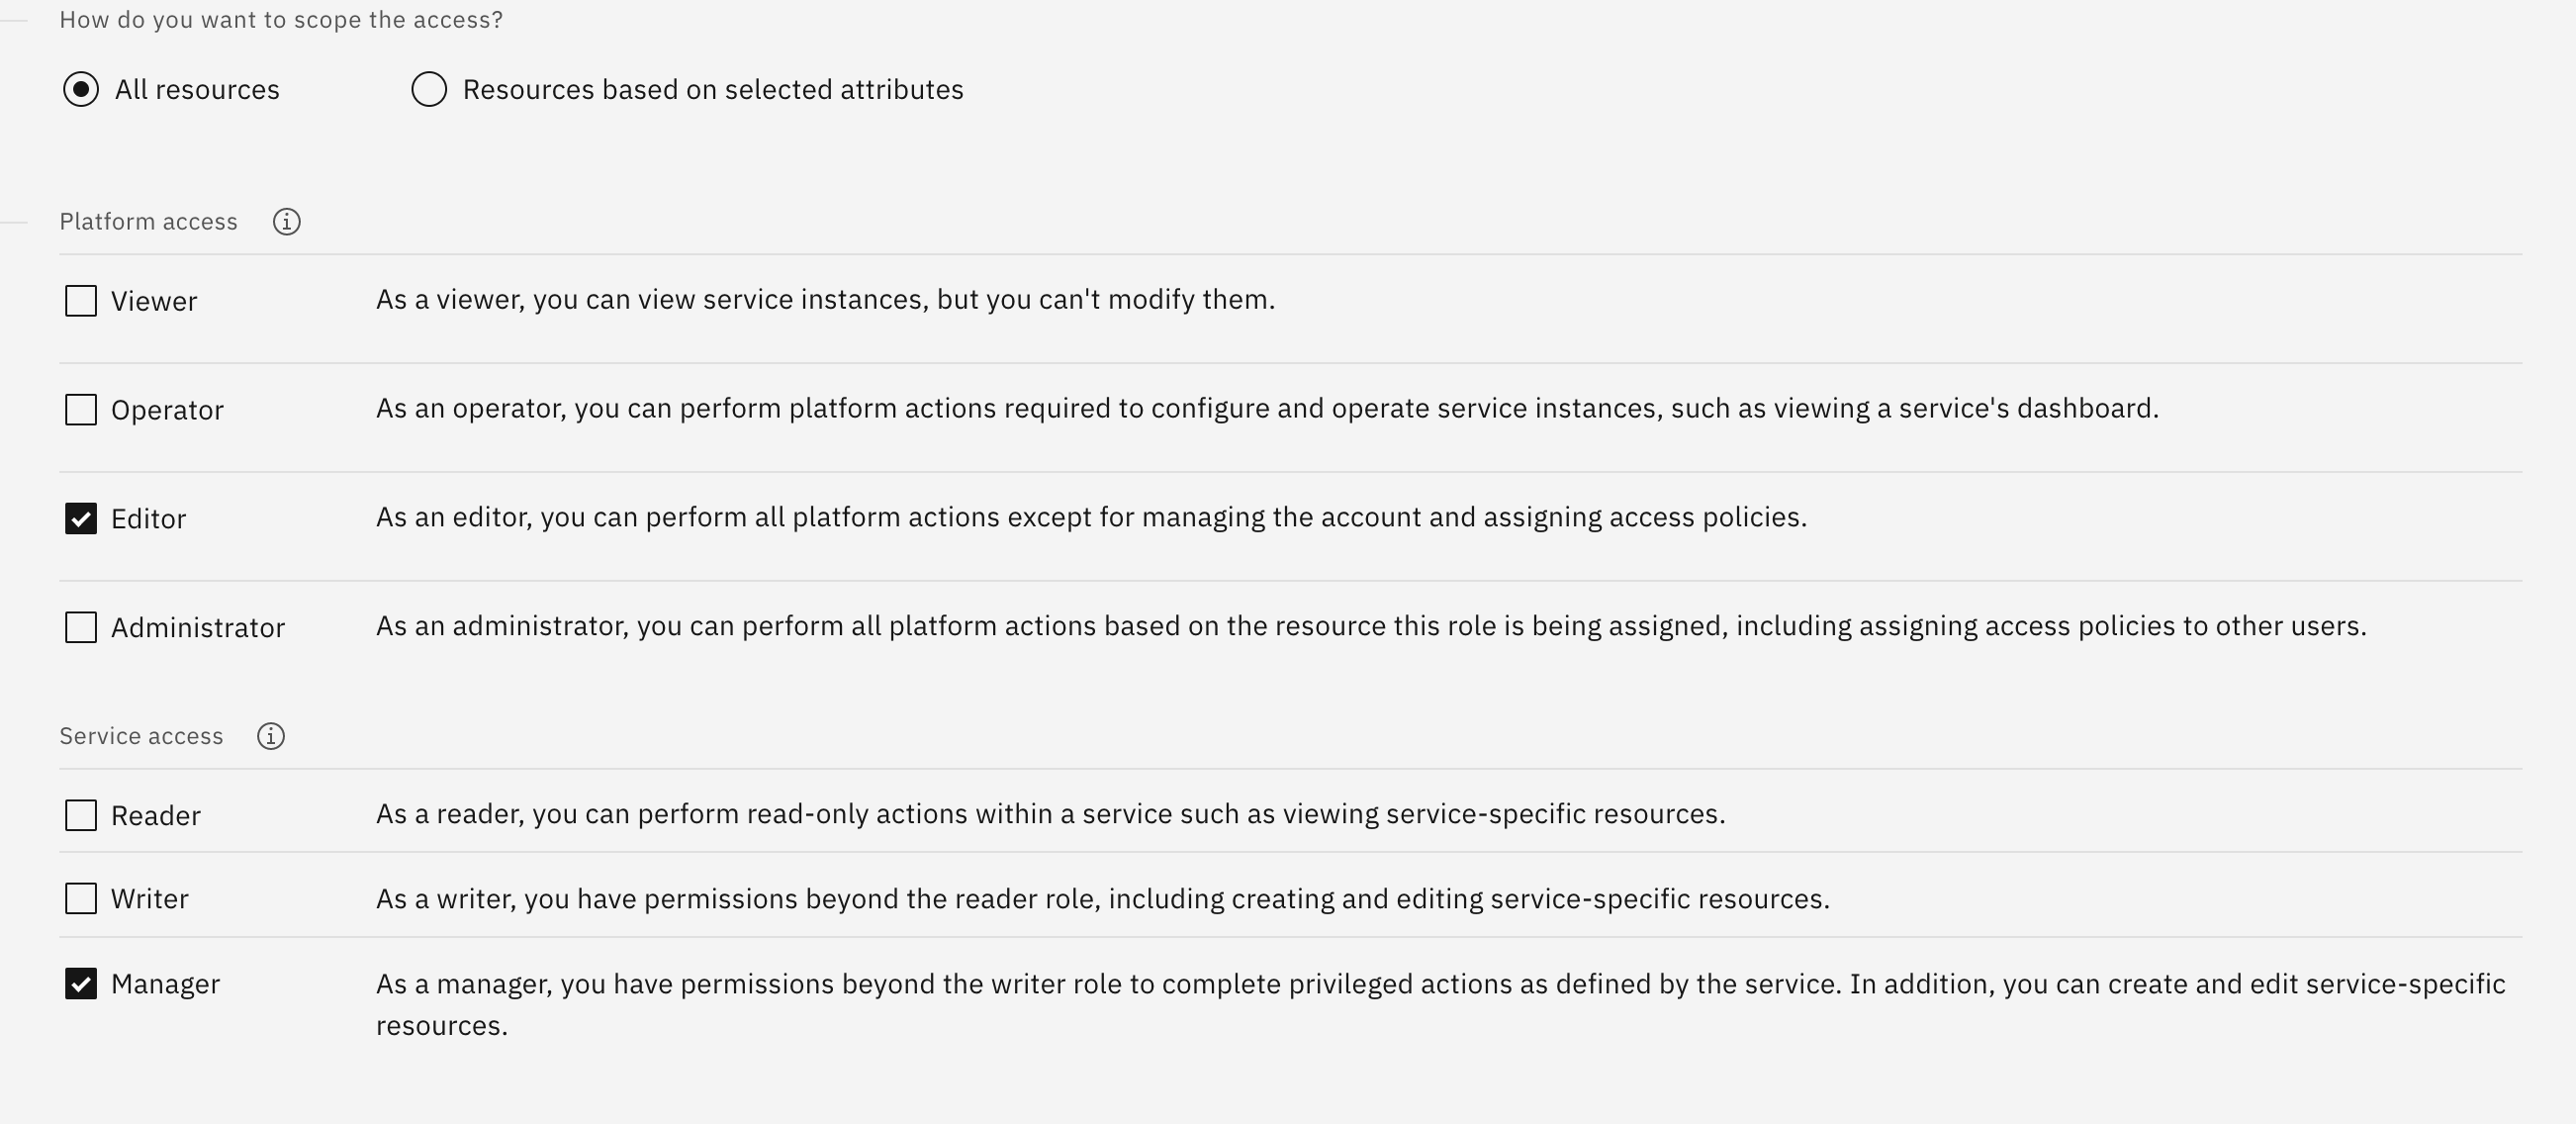 How do you want to scope the access?
All resources
Resources based on selected attributes
Platform access
Viewer
As a viewer, you can view service instances, but you can't modify them.
Operator
As an operator, you can perform platform actions required to configure and operate service instances, such as viewing a service's dashboard.
Editor
As an editor, you can perform all platform actions except for managing the account and assigning access policies.
Administrator
As an administrator, you can perform all platform actions based on the resource this role is being assigned, including assigning access policies to other users.
Service access
Reader
As a reader, you can perform read-only actions within a service such as viewing service-specific resources.
Writer
As a writer, you have permissions beyond the reader role, including creating and editing service-specific resources.
Manager
As a manager, you have permissions beyond the writer role to complete privileged actions as defined by the service. In addition, you can create and edit service-specific
resources.